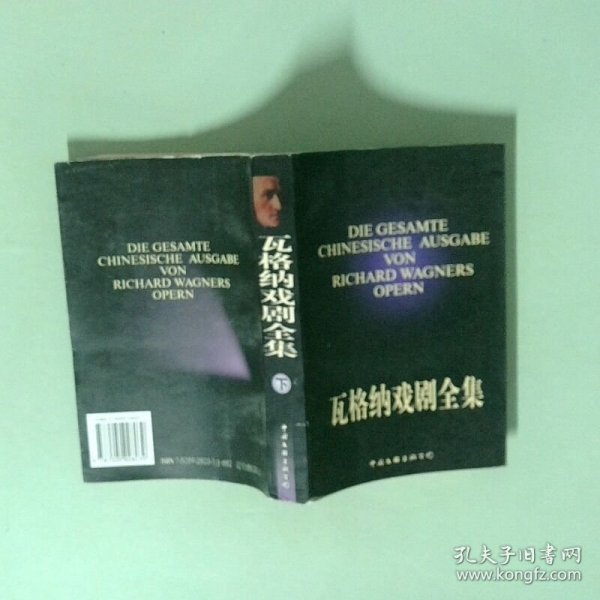 DIE GESAMTE
CHINESISCHE AUSGABE
VON
RICHARD WAGNERS
OPERN
瓦格纳戏剧全集
下
DIE GESAMTE
CHINESISCHE AUSGABE
VON
RICHARD WAGNERS
OPERN
瓦格纳戏剧全集
孔夫子旧书网
www.kongfz.com